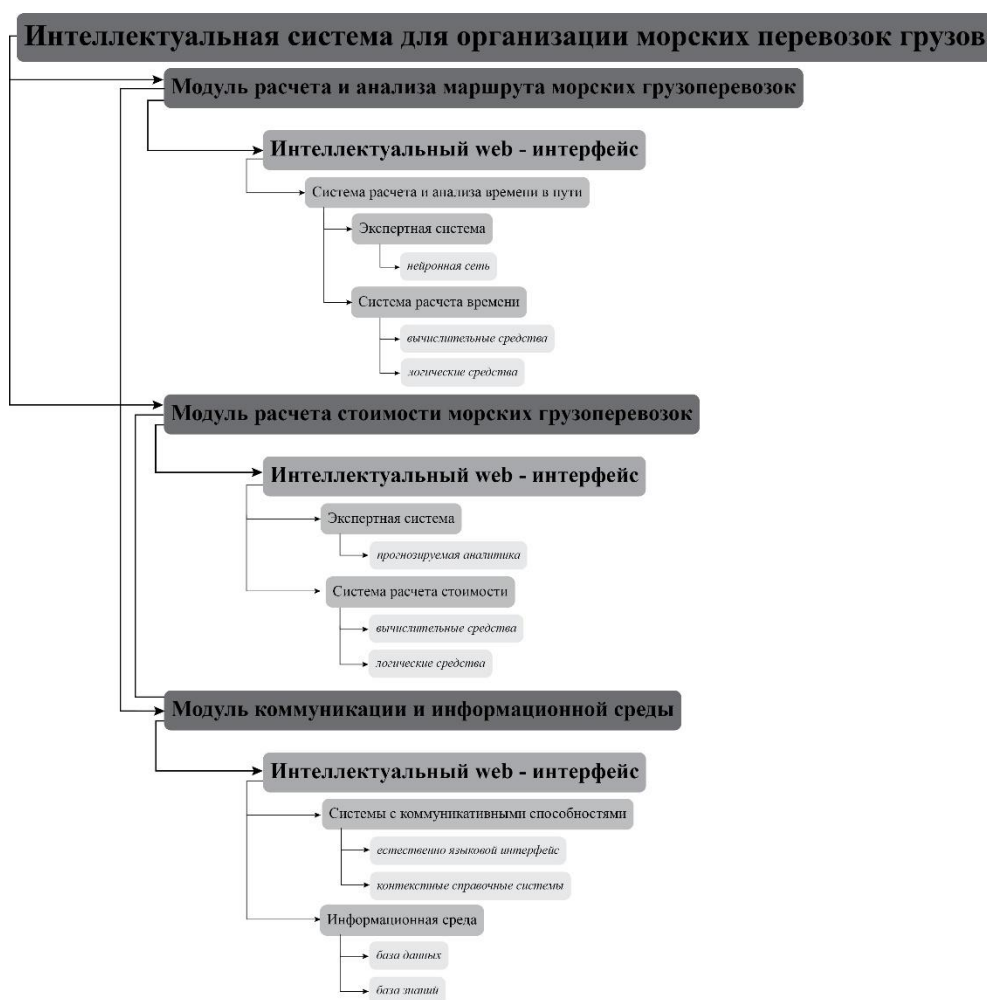 Интеллектуальная система для организации морских перевозок грузов
Модуль расчета и анализа маршрута морских грузоперевозок
Интеллектуальный web - интерфейс
Система расчета и анализа времени в пути
Экспертная система
нейронная сеть
Система расчета времени
вычислительные средства
логические средства
Модуль расчета стоимости морских грузоперевозок
Интеллектуальный web - интерфейс
Экспертная система
прогнозируемая аналитика
Система расчета стоимости
вычислительные средства
логические средства
Модуль коммуникации и информационной среды
Интеллектуальный web - интерфейс
Системы с коммуникативными способностями
естественно языковой интерфейс
контекстные справочные системы
Информационная среда
база данных
база знаний